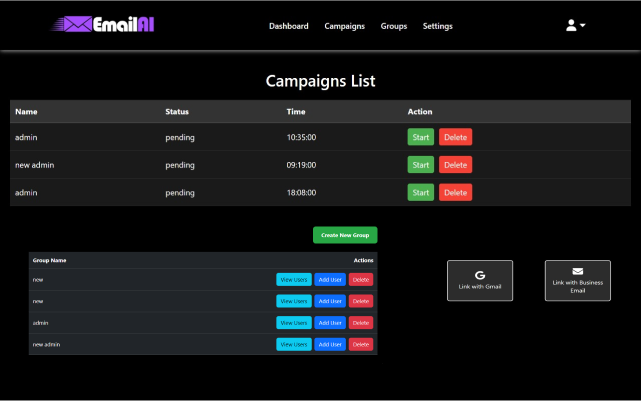 EmailAI
Dashboard Campaigns Groups Settings
Campaigns List
Name Status Time Action
admin pending 10:35:00 Start Delete
new admin pending 09:19:00 Start Delete
admin pending 18:08:00 Start Delete
Create New Group
Group Name Actions
new View Users Add User Delete
new View Users Add User Delete
admin View Users Add User Delete
new admin View Users Add User Delete
G
Link with Gmail
Link with Business
Email